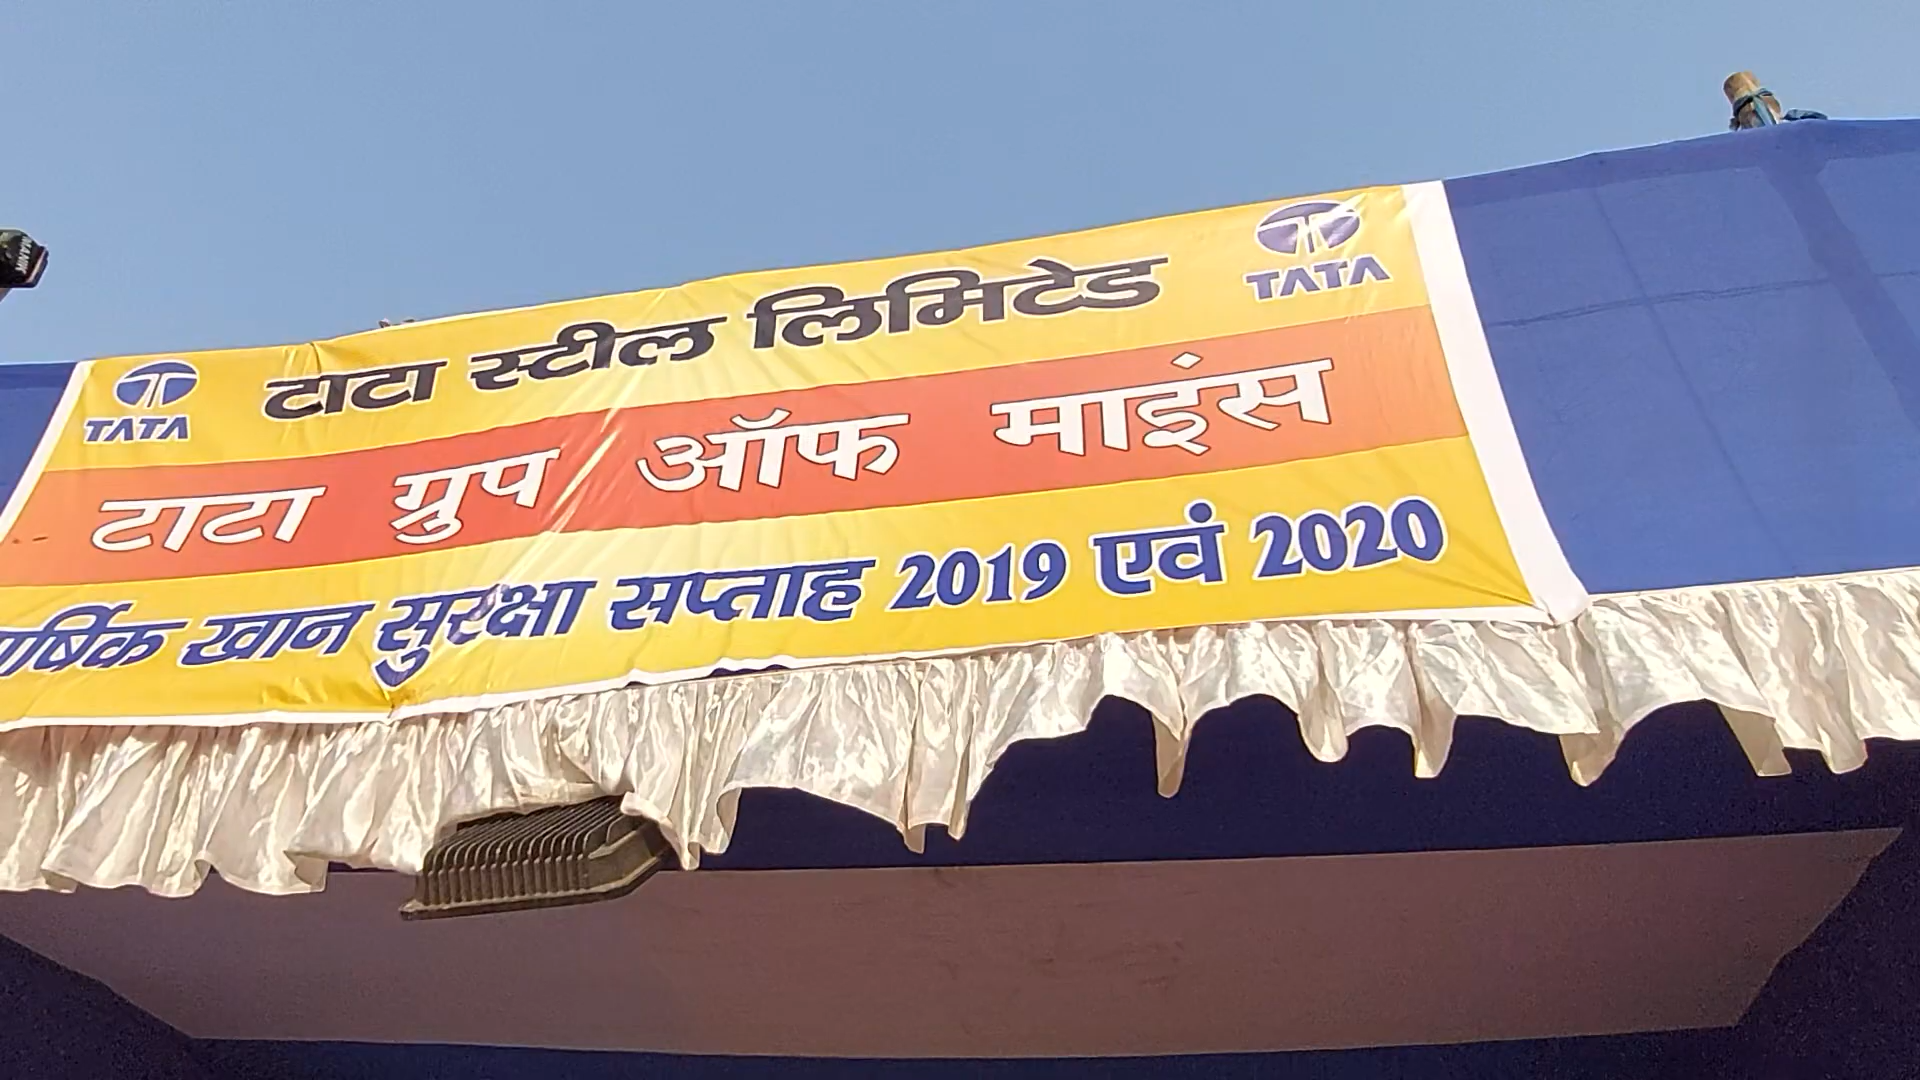 टाटा स्टील लिमिटेड
TATA
TATA
टाटा ग्रुप ऑफ माइंस
खान सुरक्षा सप्ताह 2019 एवं 2020